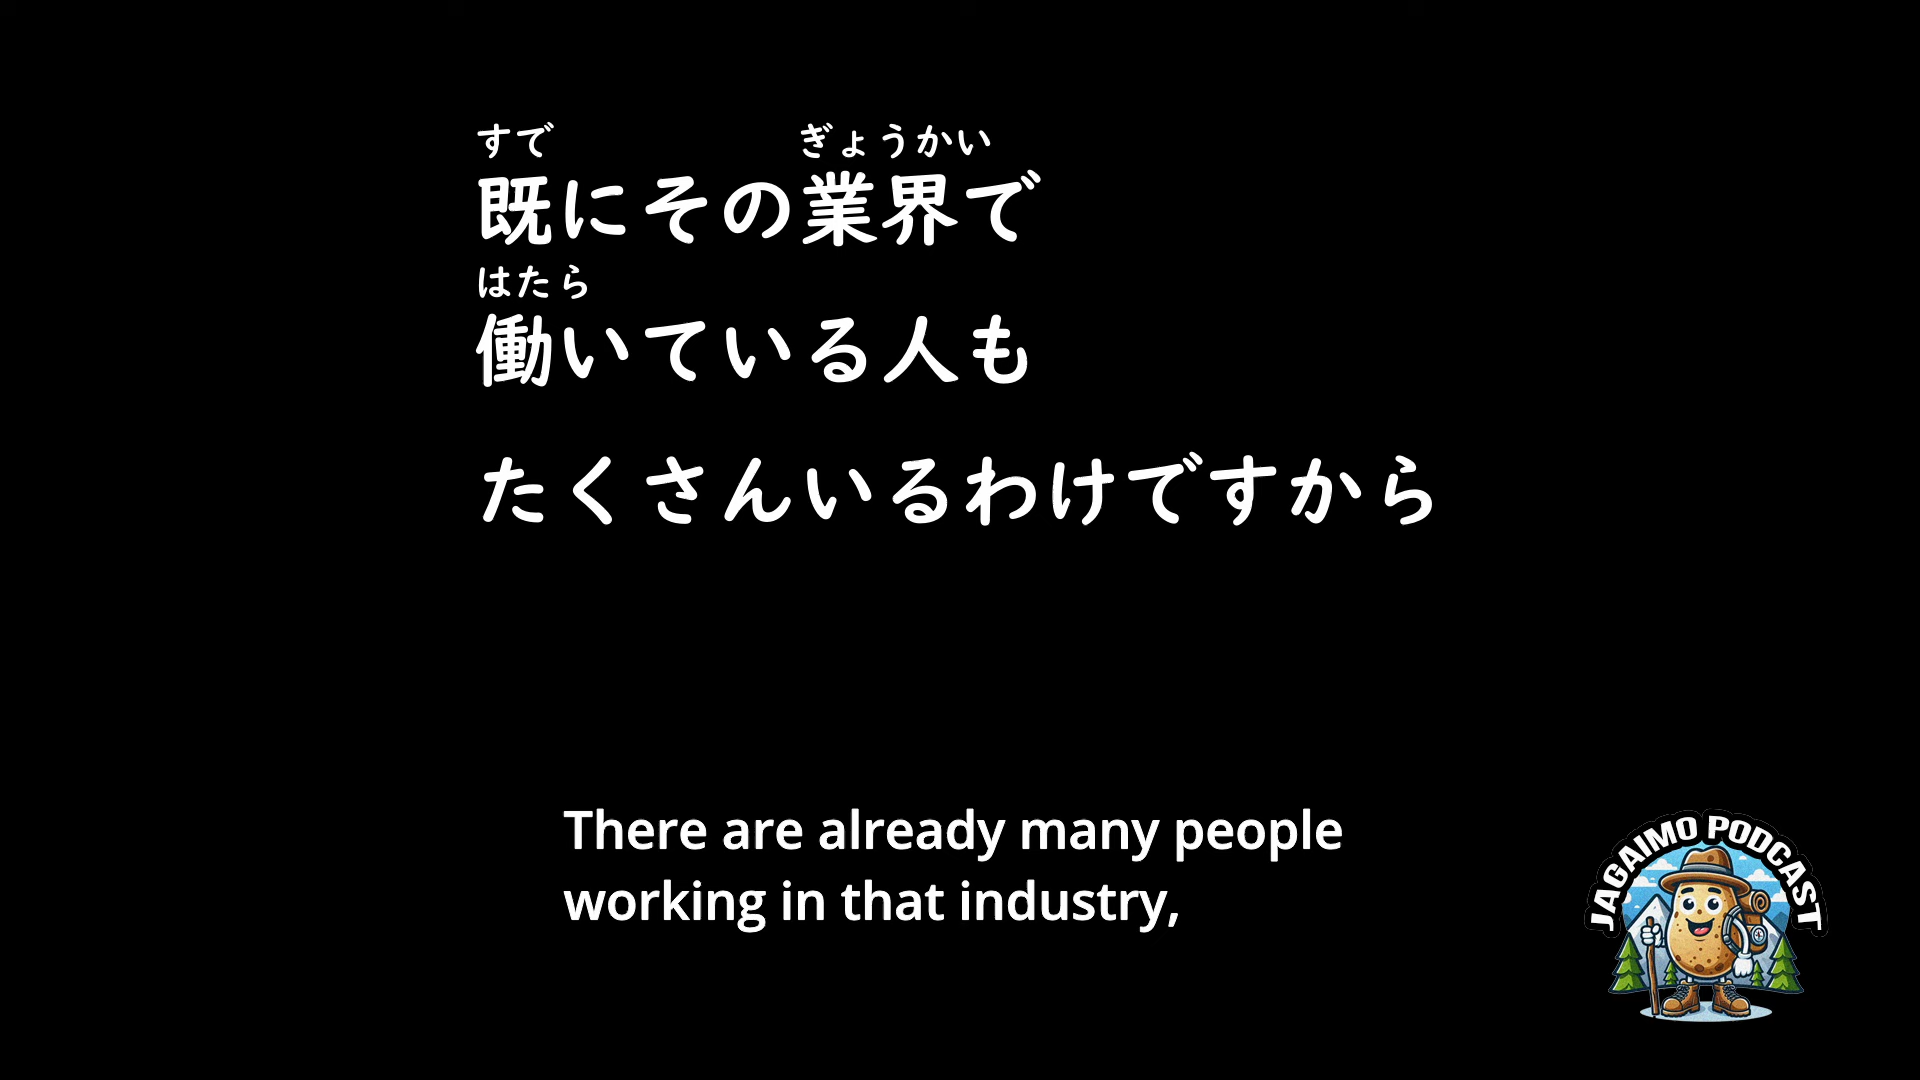 すで ぎょうかい
既にその業界で
はたら
働いている人も
たくさんいるわけですから
There are already many people
working in that industry,
JAGAIMO PODCAST